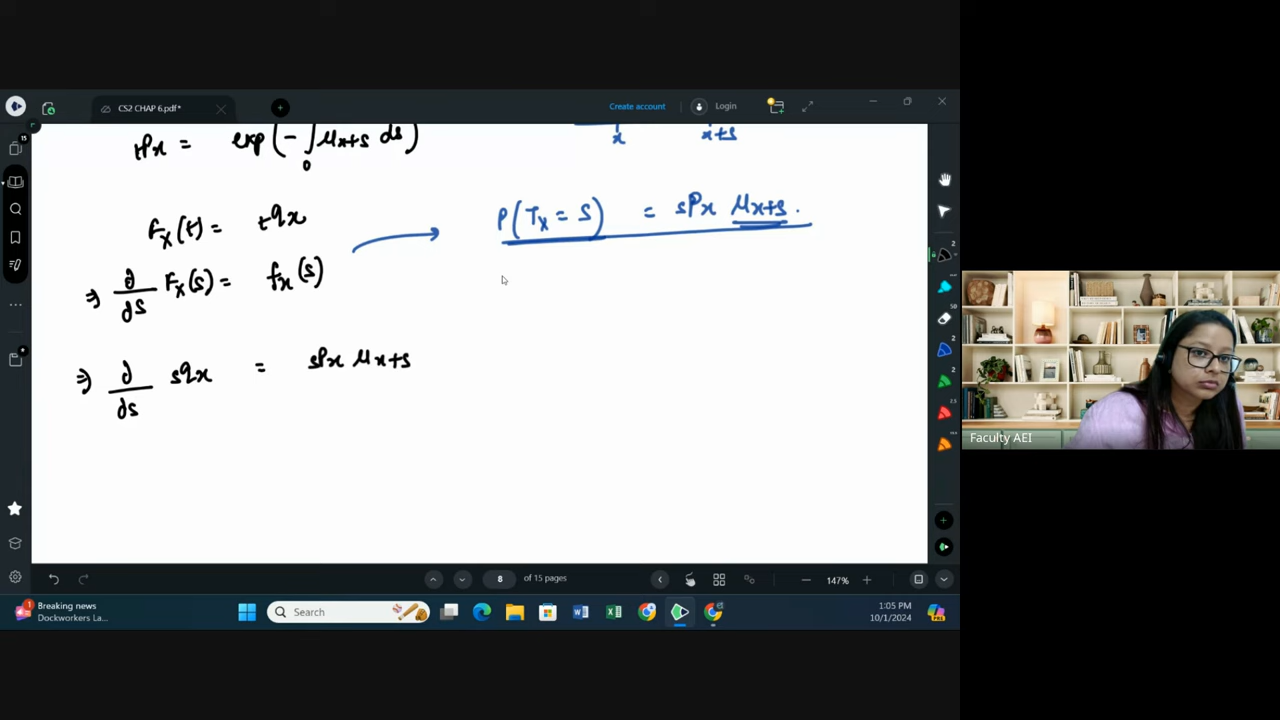 CS2 CHAP 6.pdf*
Create account
Login
15
tPx = exp(- ∫ μx+s ds)
0
x
x+s
Fx(t) = tqx
P(Tx = S) = sPx μx+s .
⇒ ∂/∂s Fx(s) = fx(s)
⇒ ∂/∂s sqx = sPx μx+s
Faculty AEI
8 of 15 pages
147%
Breaking news
Dockworkers La...
Search
1:05 PM
10/1/2024